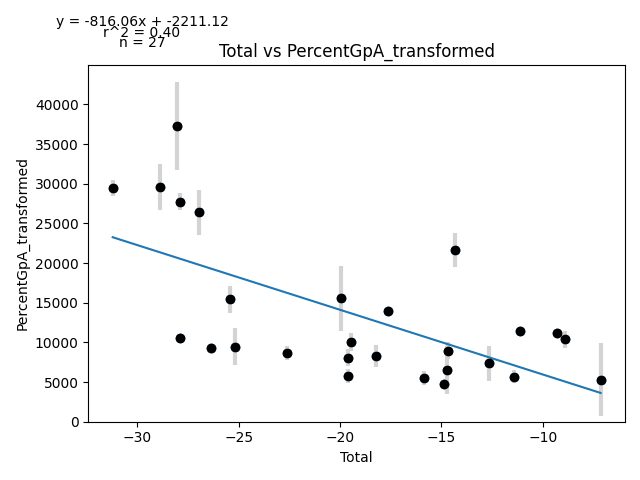 y = -816.06x + -2211.12
r^2 = 0.40
n = 27
Total vs PercentGpA_transformed
PercentGpA_transformed
40000
35000
30000
25000
20000
15000
10000
5000
0
−30
−25
−20
−15
−10
Total